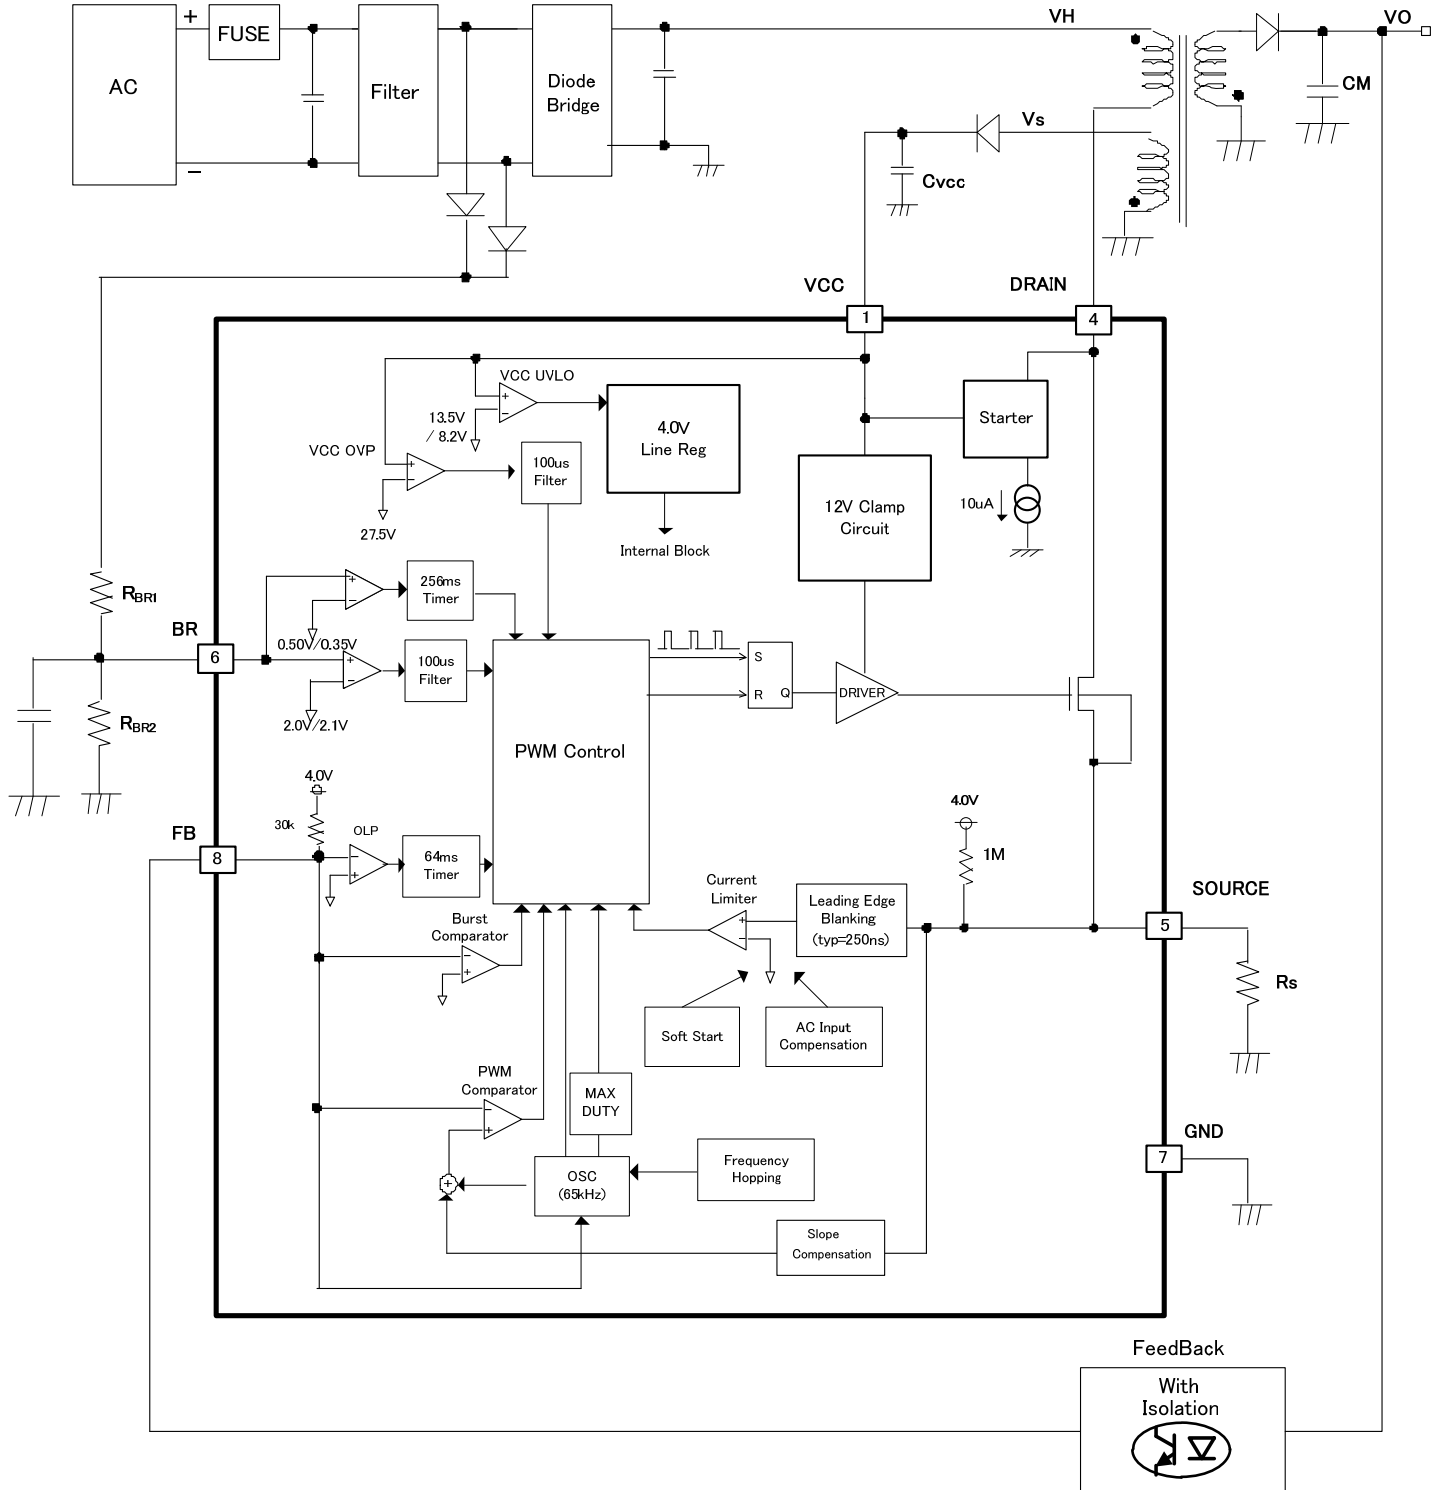 +
FUSE
VH
VO
AC
Filter
Diode
Bridge
CM
−
Vs
Cvcc
VCC
DRAIN
1
4
VCC UVLO
+
−
13.5V
/ 8.2V
4.0V
Line Reg
Starter
VCC OVP
+
−
100us
Filter
27.5V
12V Clamp
Circuit
10uA
Internal Block
RBR1
+
−
256ms
Timer
BR
6
0.50V/0.35V
+
−
100us
Filter
S
R
Q
DRIVER
RBR2
2.0V/2.1V
PWM Control
4.0V
30k
4.0V
FB
8
OLP
−
+
64ms
Timer
1M
Current
Limiter
+
−
Leading Edge
Blanking
(typ=250ns)
SOURCE
5
Burst
Comparator
−
+
Rs
Soft Start
AC Input
Compensation
PWM
Comparator
−
+
MAX
DUTY
GND
7
+
OSC
(65kHz)
Frequency
Hopping
Slope
Compensation
FeedBack
With
Isolation